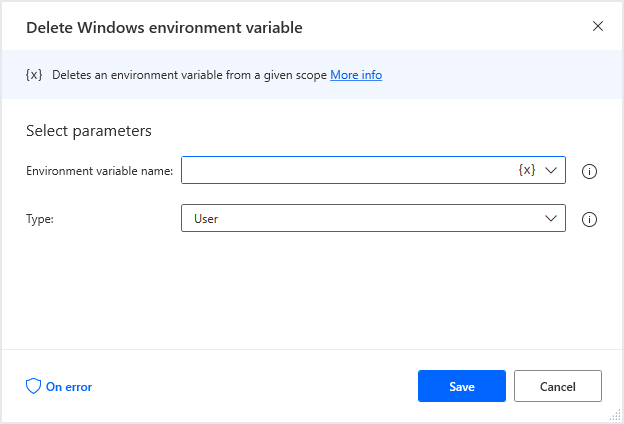 Delete Windows environment variable
{x} Deletes an environment variable from a given scope More info
Select parameters
Environment variable name: {x}
Type: User
On error Save Cancel